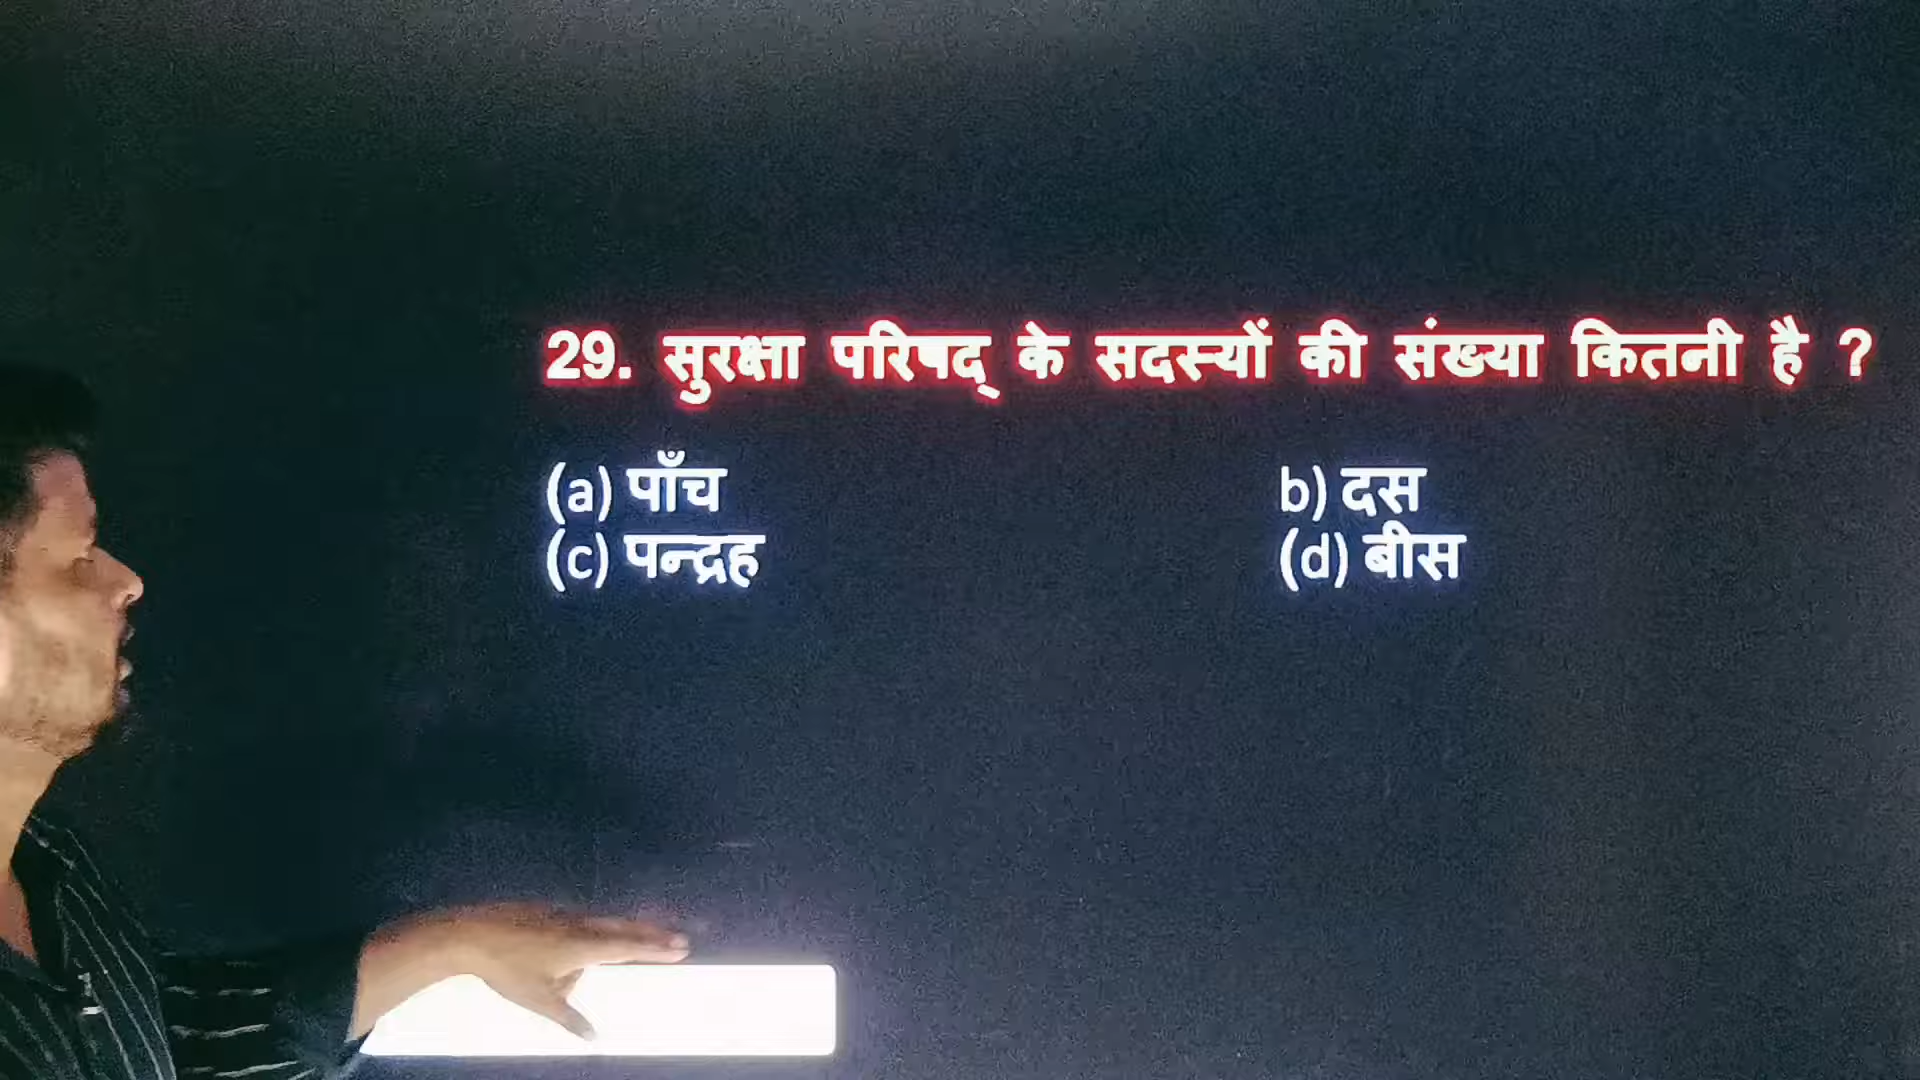 29. सुरक्षा परिषद् के सदस्यों की संख्या कितनी है ?
(a) पाँच b) दस
(c) पन्द्रह (d) बीस